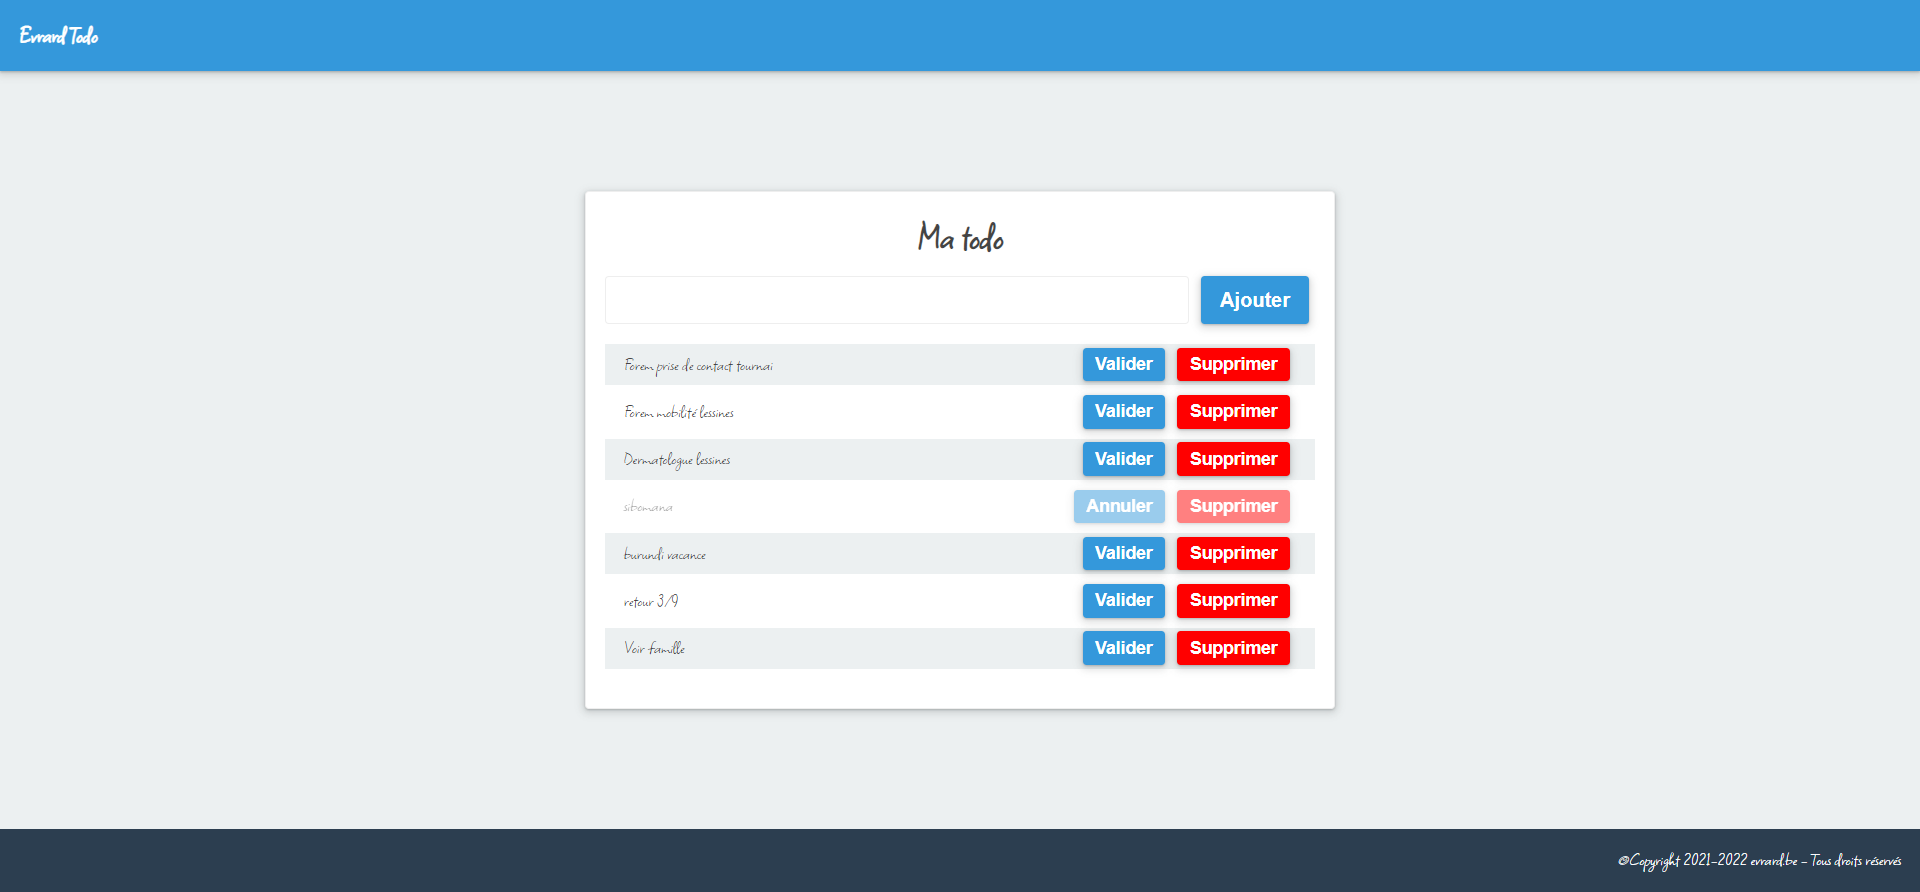 Evrard Todo
Ma todo
Ajouter
Forem prise de contact tournai Valider Supprimer
Forem mobilité lessines Valider Supprimer
Dermatologue lessines Valider Supprimer
sibomana Annuler Supprimer
burundi vacance Valider Supprimer
retour 3/9 Valider Supprimer
Voir famille Valider Supprimer
©Copyright 2021-2022 evrard.be - Tous droits réservés